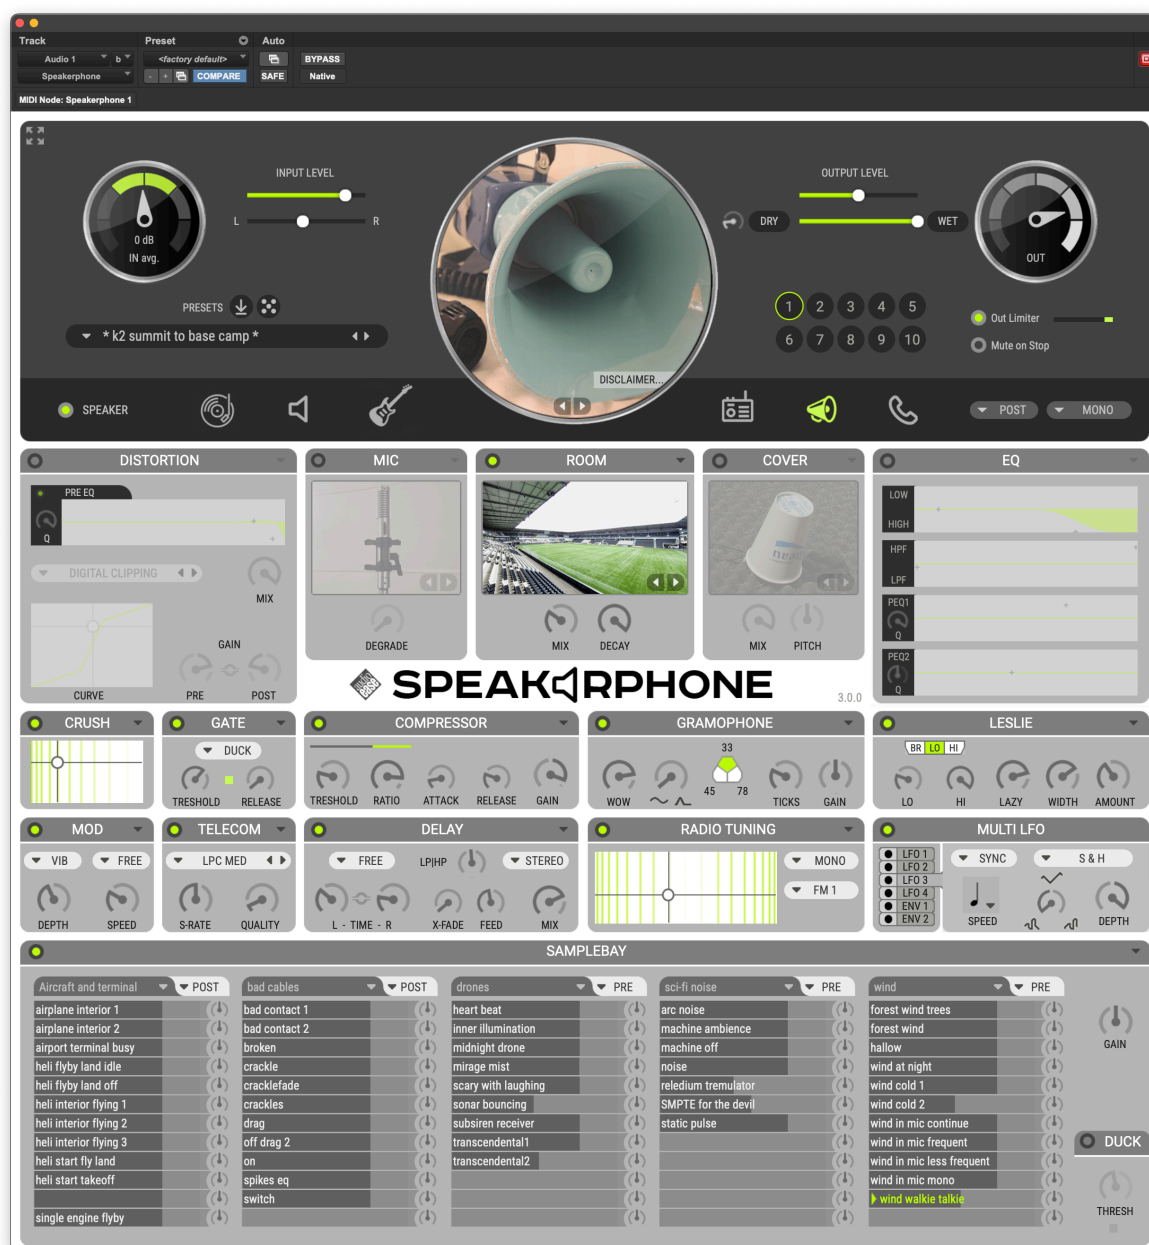 Track Preset Auto
Audio 1 b <factory default> BYPASS
Speakerphone - + COMPARE SAFE Native
MIDI Node: Speakerphone 1
INPUT LEVEL OUTPUT LEVEL
L R DRY WET
0 dB
IN avg. OUT
PRESETS 1 2 3 4 5
* k2 summit to base camp * 6 7 8 9 10
Out Limiter
Mute on Stop
DISCLAIMER...
SPEAKER POST MONO
DISTORTION MIC ROOM COVER EQ
PRE EQ
Q
DIGITAL CLIPPING
MIX
GAIN
CURVE PRE POST
DEGRADE
MIX DECAY
MIX PITCH
LOW
HIGH
HPF
LPF
PEQ1
Q
PEQ2
Q
SPEAKRPHONE
3.0.0
CRUSH GATE COMPRESSOR GRAMOPHONE LESLIE
DUCK
TRESHOLD RELEASE
TRESHOLD RATIO ATTACK RELEASE GAIN
33
45 78
WOW TICKS GAIN
BR LO HI
LO HI LAZY WIDTH AMOUNT
MOD TELECOM DELAY RADIO TUNING MULTI LFO
VIB FREE
DEPTH SPEED
LPC MED
S-RATE QUALITY
FREE LP|HP STEREO
L - TIME - R X-FADE FEED MIX
MONO
FM 1
LFO 1
LFO 2
LFO 3
LFO 4
ENV 1
ENV 2
SYNC S & H
SPEED DEPTH
SAMPLEBAY
Aircraft and terminal POST
airplane interior 1
airplane interior 2
airport terminal busy
heli flyby land idle
heli flyby land off
heli interior flying 1
heli interior flying 2
heli interior flying 3
heli start fly land
heli start takeoff
single engine flyby
bad cables POST
bad contact 1
bad contact 2
broken
crackle
cracklefade
crackles
drag
off drag 2
on
spikes eq
switch
drones PRE
heart beat
inner illumination
midnight drone
mirage mist
scary with laughing
sonar bouncing
subsiren receiver
transcendental1
transcendental2
sci-fi noise PRE
arc noise
machine ambience
machine off
noise
reledium tremulator
SMPTE for the devil
static pulse
wind PRE
forest wind trees
forest wind
hallow
wind at night
wind cold 1
wind cold 2
wind in mic continue
wind in mic frequent
wind in mic less frequent
wind in mic mono
wind walkie talkie
GAIN
DUCK
THRESH